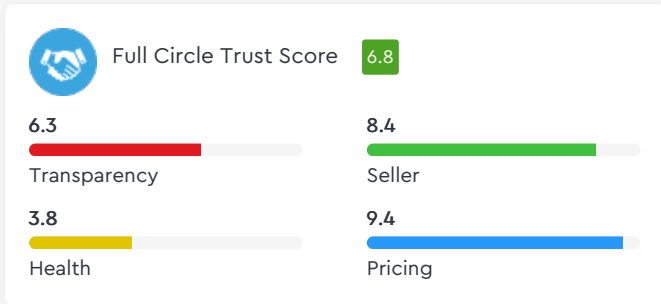 Full Circle Trust Score 6.8
6.3
Transparency
8.4
Seller
3.8
Health
9.4
Pricing